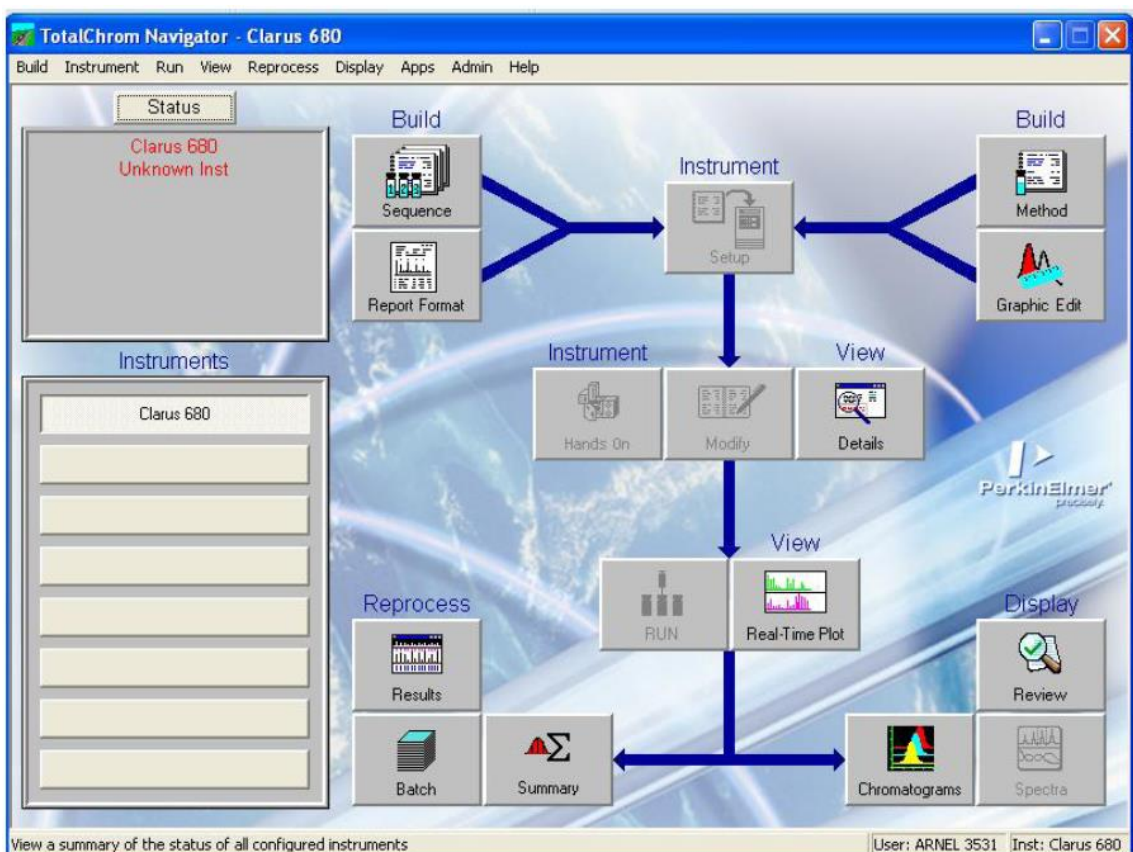 TotalChrom Navigator - Clarus 680
Build Instrument Run View Reprocess Display Apps Admin Help
Status
Clarus 680
Unknown Inst
Instruments
Clarus 680
Build
Sequence
Report Format
Instrument
Setup
Build
Method
Graphic Edit
Instrument
Hands On
Modify
View
Details
PerkinElmer
precisely.
RUN
View
Real-Time Plot
Reprocess
Results
Batch
Summary
Display
Review
Chromatograms
Spectra
View a summary of the status of all configured instruments
User: ARNEL 3531 Inst: Clarus 680